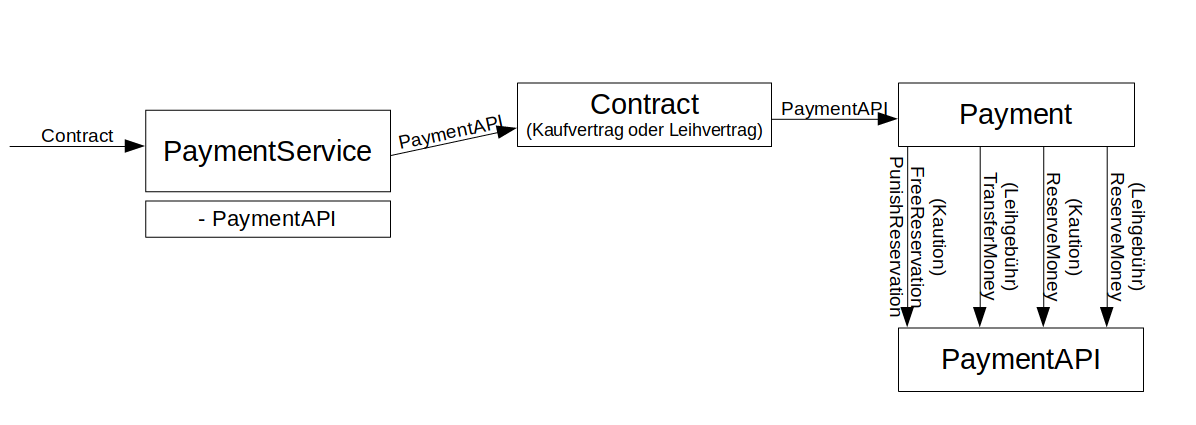 Contract
PaymentService
- PaymentAPI
PaymentAPI
Contract
(Kaufvertrag oder Leihvertrag)
PaymentAPI
Payment
PunishReservation
FreeReservation
(Kaution)
TransferMoney
(Leihgebühr)
ReserveMoney
(Kaution)
ReserveMoney
(Leihgebühr)
PaymentAPI